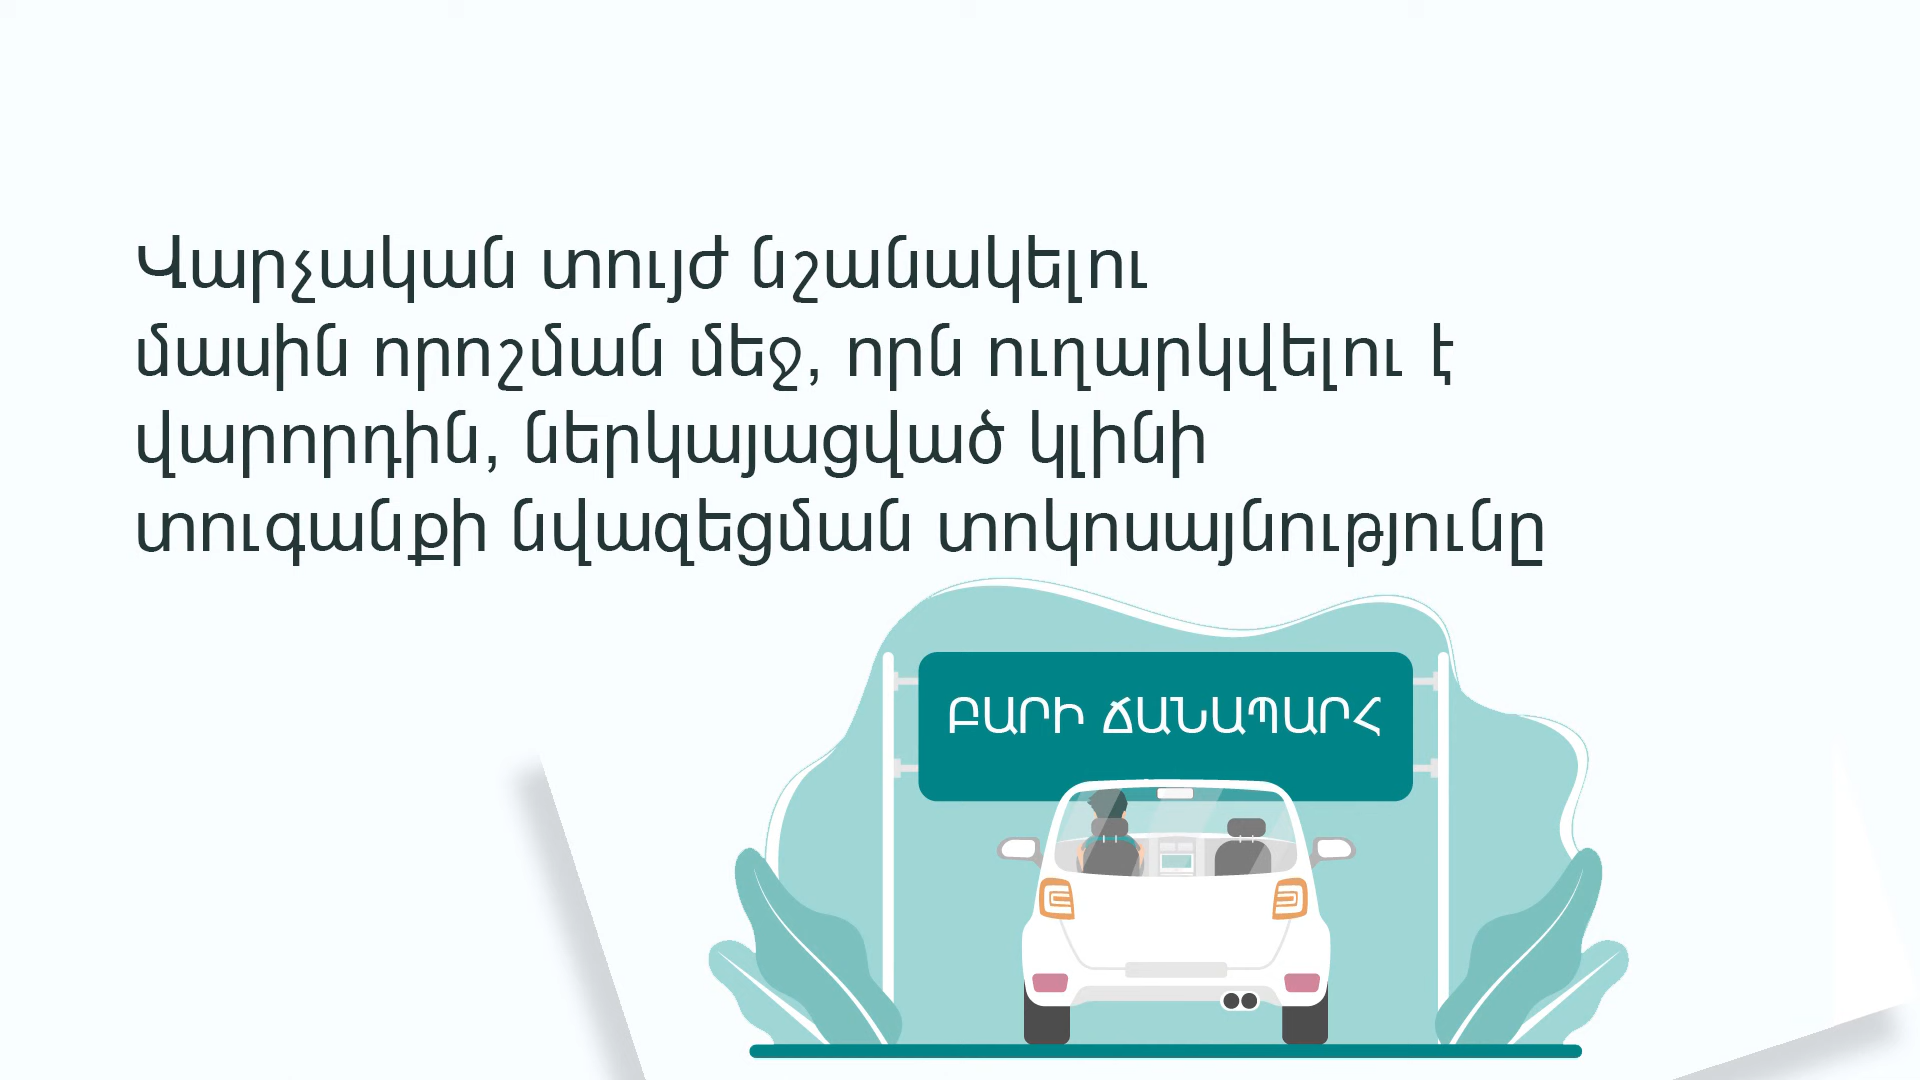 Վարչական տույժ նշանակելու
մասին որոշման մեջ, որն ուղարկվելու է
վարորդին, ներկայացված կլինի
տուգանքի նվազեցման տոկոսայնությունը
ԲԱՐԻ ՃԱՆԱՊԱՐՀ